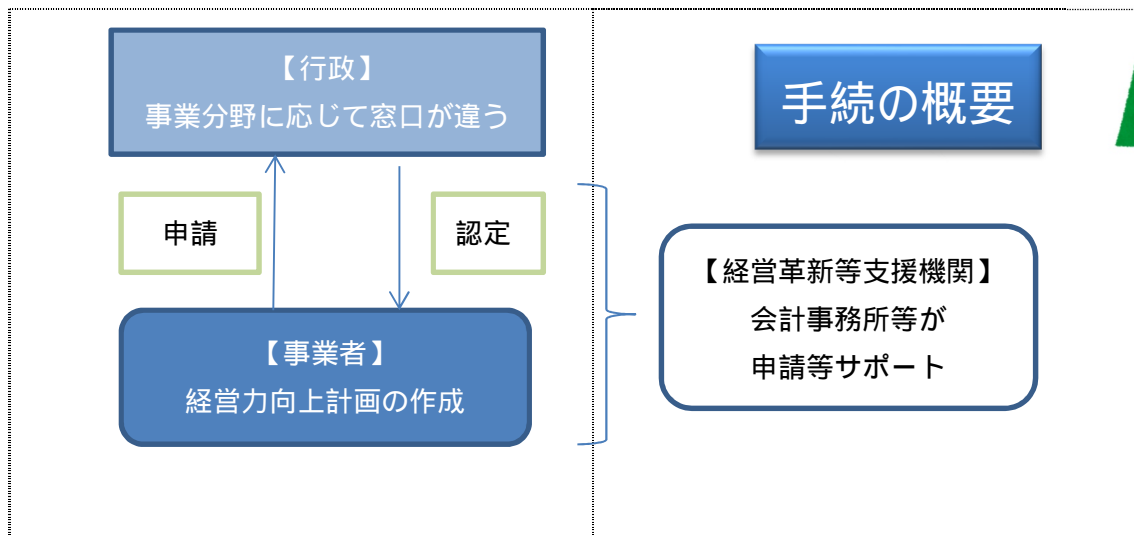 【行政】
事業分野に応じて窓口が違う
手続の概要
申請
認定
【経営革新等支援機関】
会計事務所等が
申請等サポート
【事業者】
経営力向上計画の作成